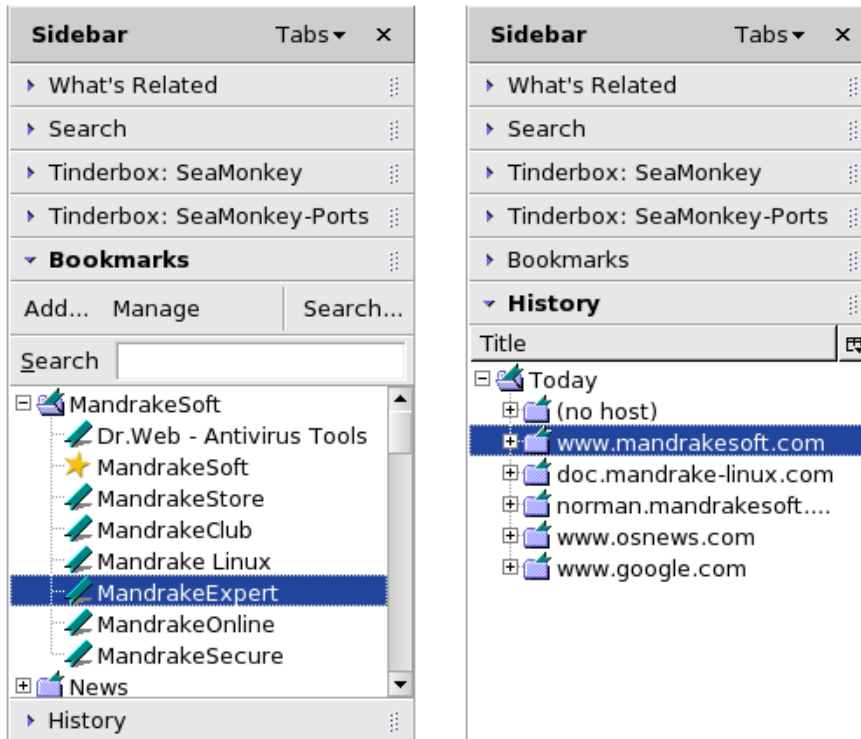 Sidebar Tabs ×
What's Related
Search
Tinderbox: SeaMonkey
Tinderbox: SeaMonkey-Ports
Bookmarks
Add... Manage Search...
Search
MandrakeSoft
Dr.Web - Antivirus Tools
MandrakeSoft
MandrakeStore
MandrakeClub
Mandrake Linux
MandrakeExpert
MandrakeOnline
MandrakeSecure
News
History
Sidebar Tabs ×
What's Related
Search
Tinderbox: SeaMonkey
Tinderbox: SeaMonkey-Ports
Bookmarks
History
Title
Today
(no host)
www.mandrakesoft.com
doc.mandrake-linux.com
norman.mandrakesoft....
www.osnews.com
www.google.com